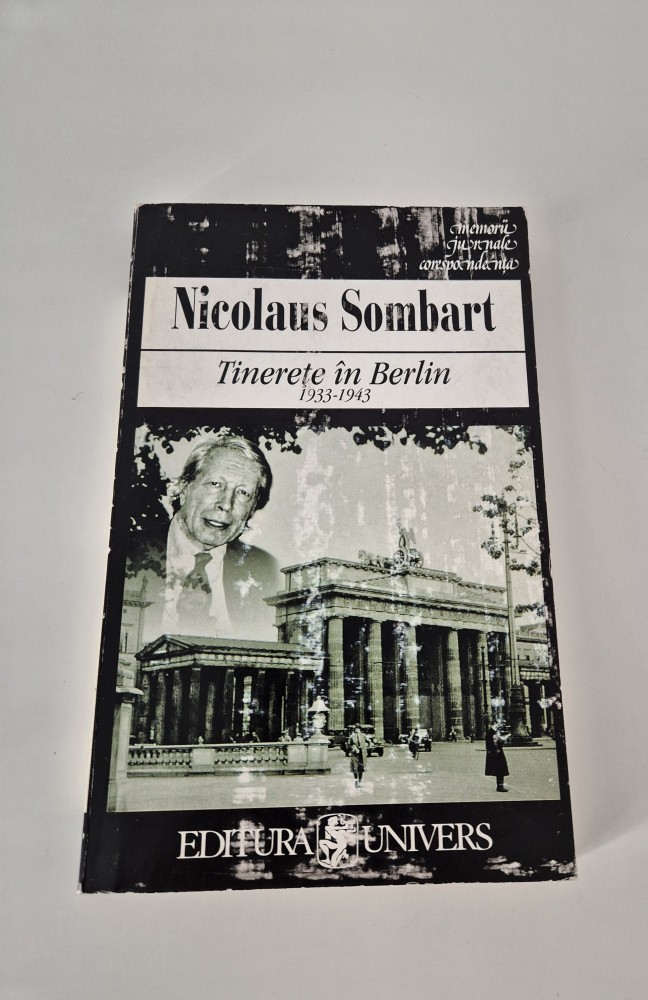 memorii
jurnale
corespondență
Nicolaus Sombart
Tinerețe în Berlin
1933-1943
EDITURA UNIVERS